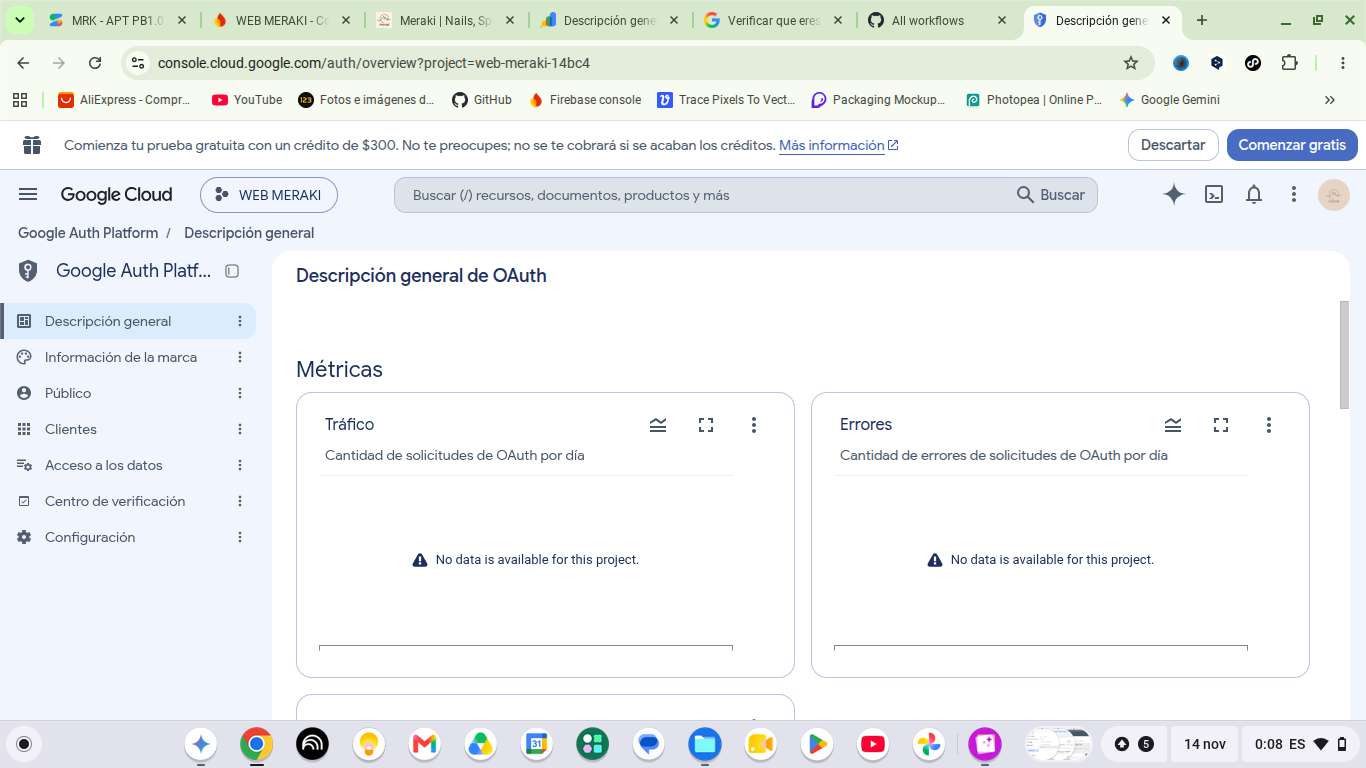 MRK - APT PB1.0
WEB MERAKI - Co
Meraki | Nails, Sp
Descripción gene
Verificar que eres
All workflows
Descripción gene
console.cloud.google.com/auth/overview?project=web-meraki-14bc4
AliExpress - Compr...
YouTube
123
Fotos e imágenes d...
GitHub
Firebase console
Trace Pixels To Vect...
Packaging Mockup...
Photopea | Online P...
Google Gemini
Comienza tu prueba gratuita con un crédito de $300. No te preocupes; no se te cobrará si se acaban los créditos. Más información
Descartar
Comenzar gratis
Google Cloud
WEB MERAKI
Buscar (/) recursos, documentos, productos y más
Buscar
Google Auth Platform / Descripción general
Google Auth Platf...
Descripción general
Información de la marca
Público
Clientes
Acceso a los datos
Centro de verificación
Configuración
Descripción general de OAuth
Métricas
Tráfico
Cantidad de solicitudes de OAuth por día
No data is available for this project.
Errores
Cantidad de errores de solicitudes de OAuth por día
No data is available for this project.
31
5
14 nov
0:08 ES